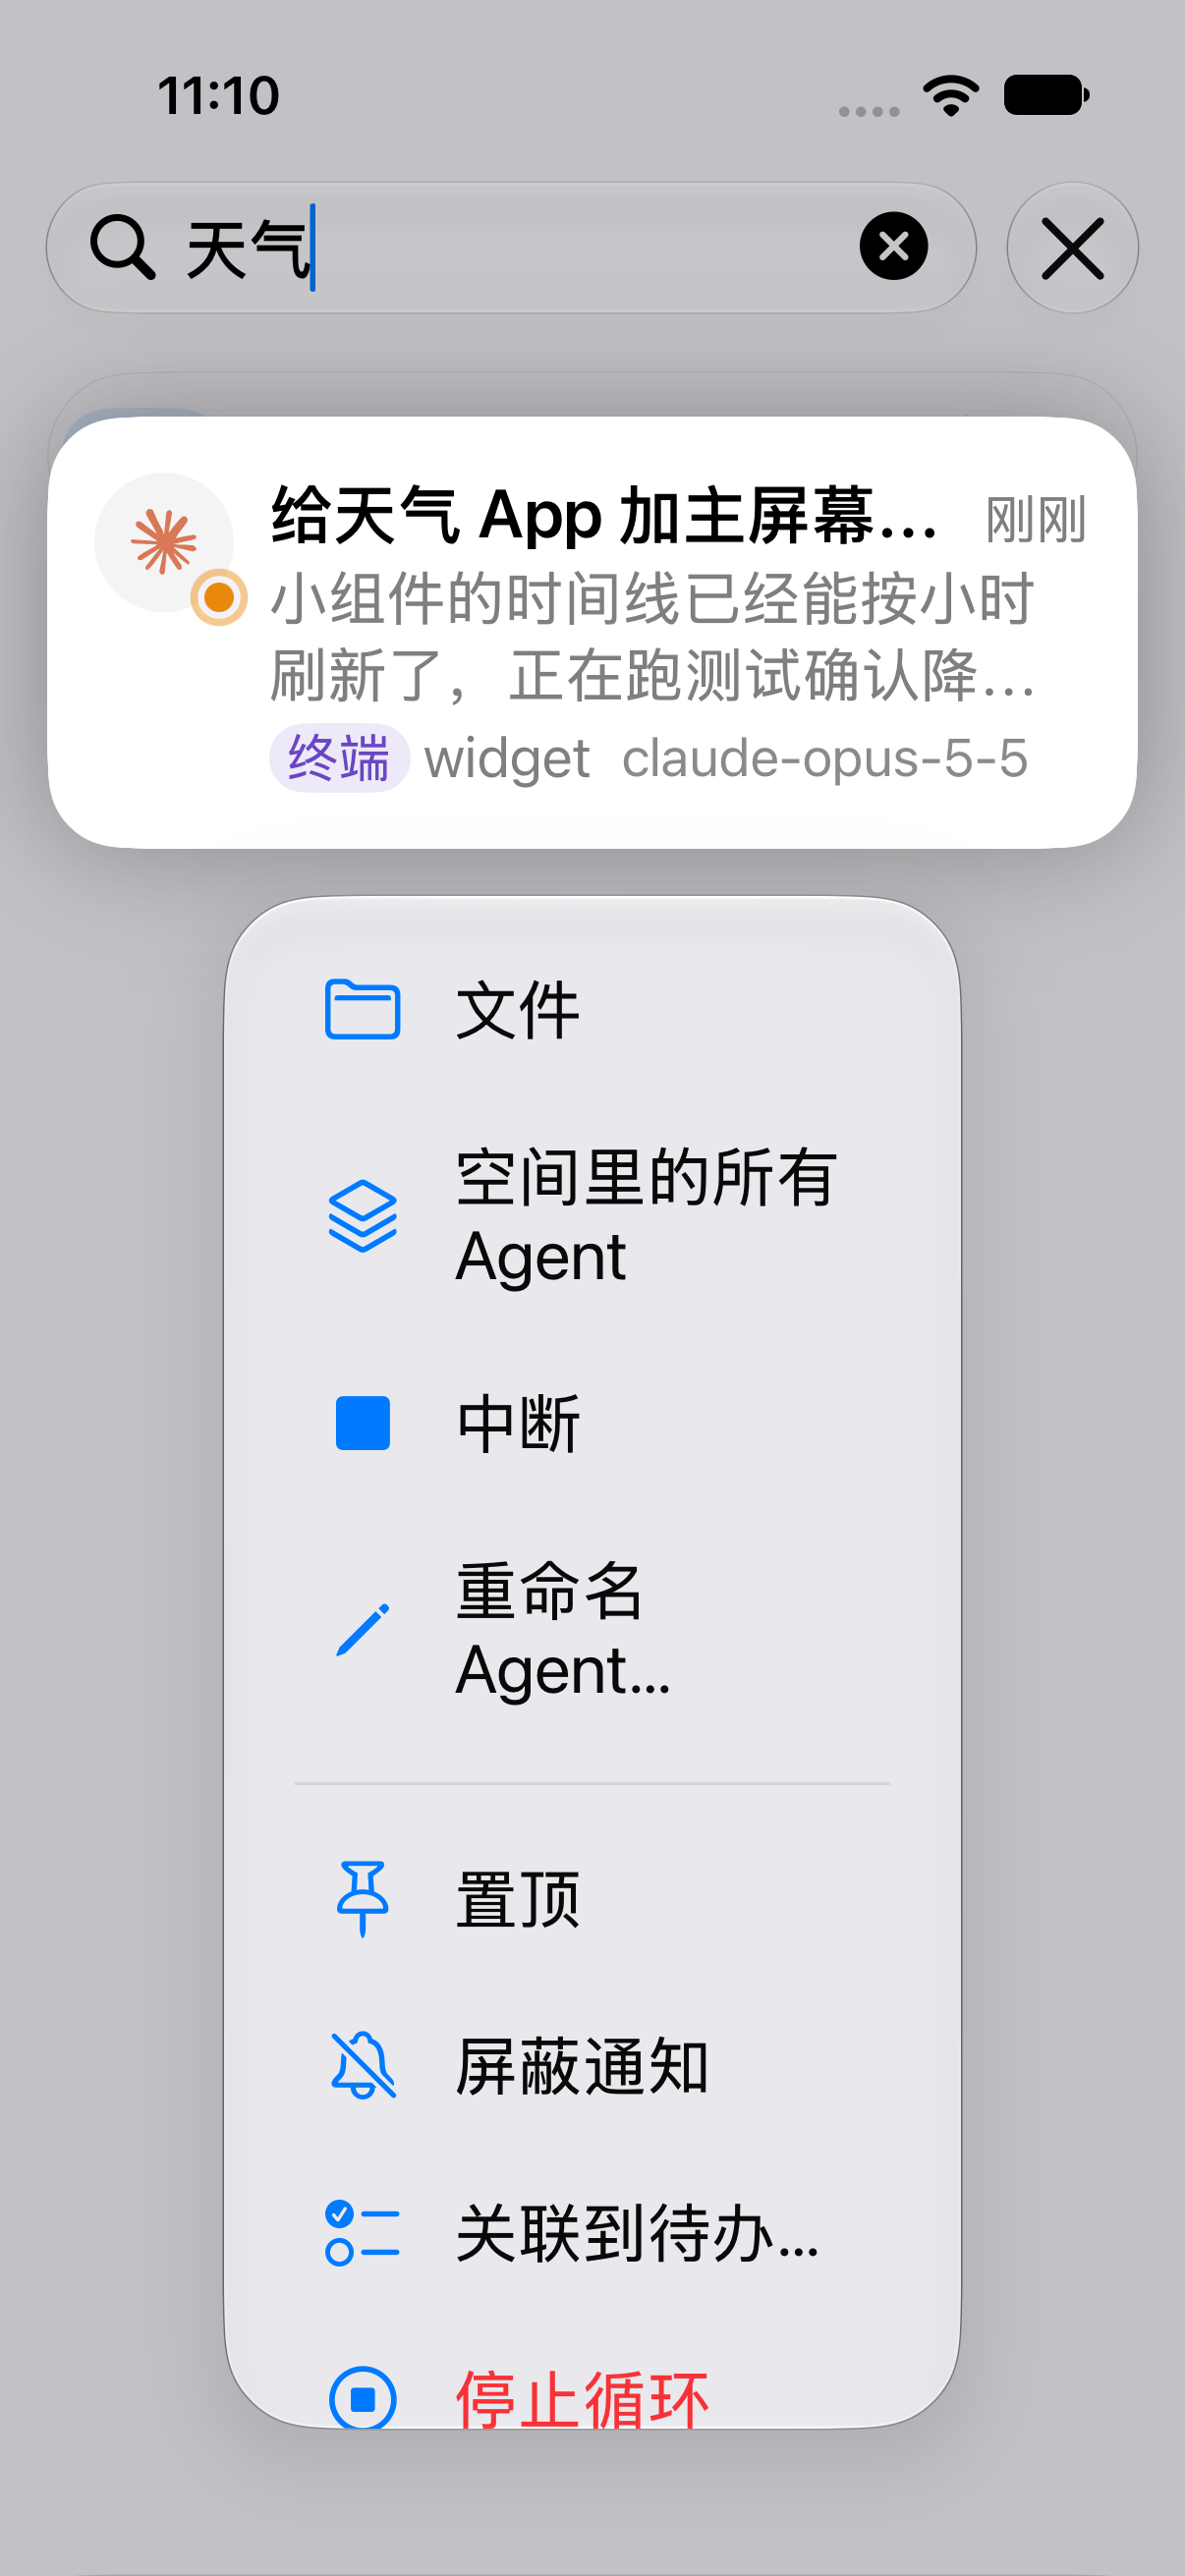 11:10
天气
给天气 App 加主屏幕… 刚刚
小组件的时间线已经能按小时
刷新了，正在跑测试确认降…
终端 widget claude-opus-5-5
文件
空间里的所有
Agent
中断
重命名
Agent…
置顶
屏蔽通知
关联到待办…
停止循环